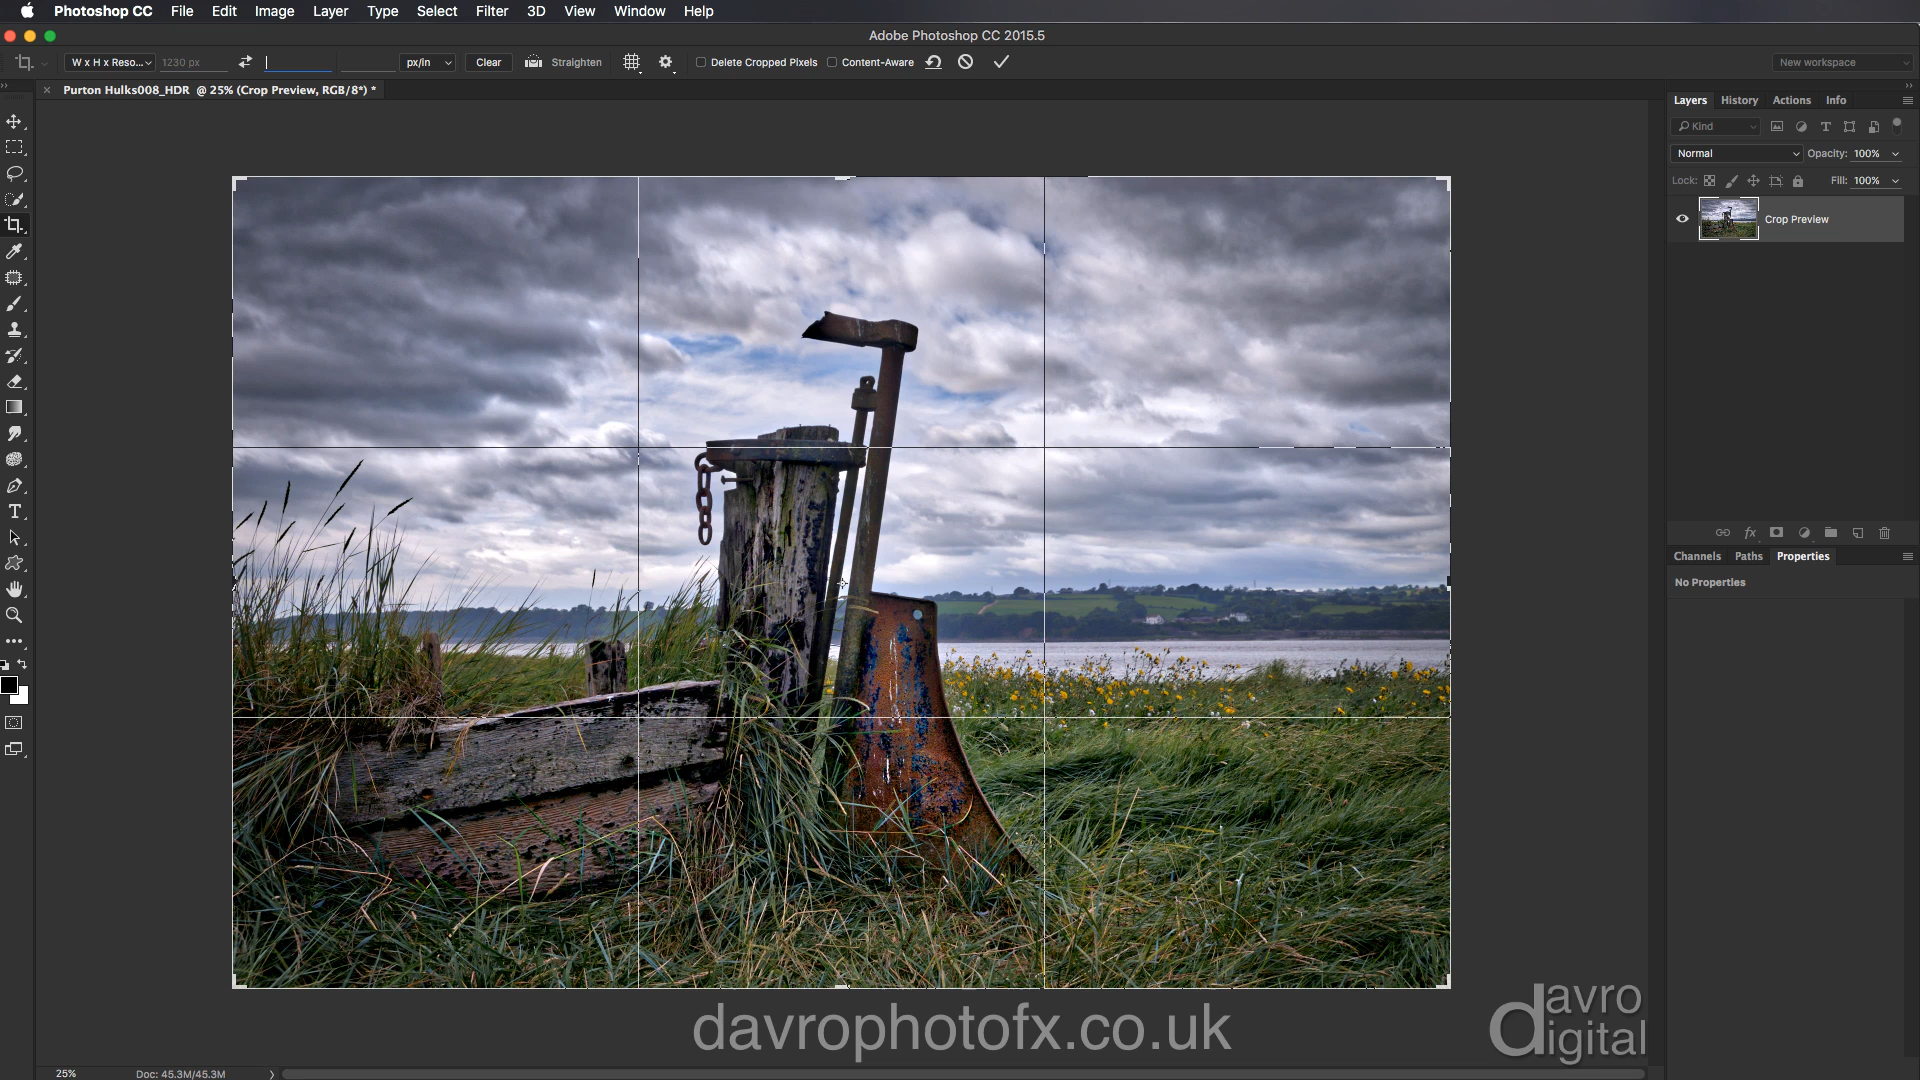 Photoshop CC File Edit Image Layer Type Select Filter 3D View Window Help
Adobe Photoshop CC 2015.5
W x H x Reso... 1230 px px/in Clear Straighten Delete Cropped Pixels Content-Aware New workspace
Purton Hulks008_HDR @ 25% (Crop Preview, RGB/8*) *
Layers History Actions Info
Kind
Normal Opacity: 100%
Lock: Fill: 100%
Crop Preview
Channels Paths Properties
No Properties
davrophotofx.co.uk
davro
digital
25% Doc: 45.3M/45.3M